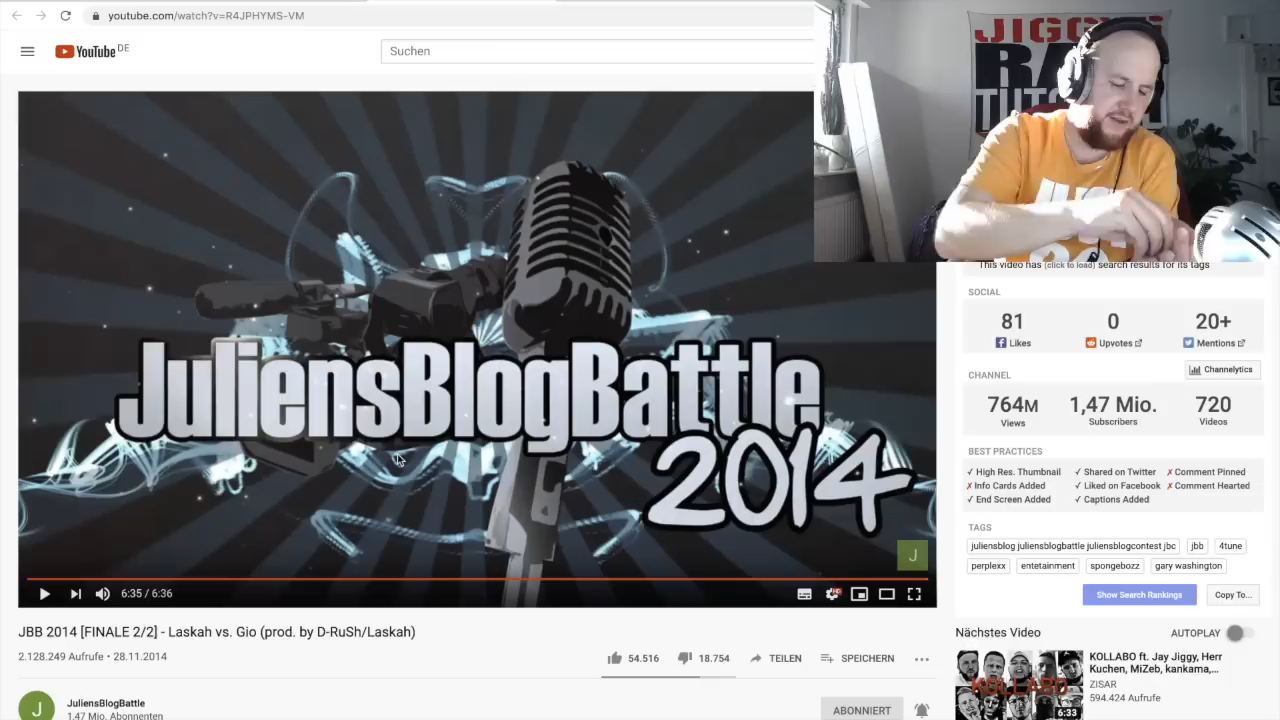 youtube.com/watch?v=R4JPHYMS-VM
YouTube DE
Suchen
JuliensBlogBattle
2014
J
6:35 / 6:36
HD
JBB 2014 [FINALE 2/2] - Laskah vs. Gio (prod. by D-RuSh/Laskah)
2.128.249 Aufrufe • 28.11.2014
54.516
18.754
TEILEN
SPEICHERN
J
JuliensBlogBattle
1,47 Mio. Abonnenten
ABONNIERT
This video has (click to load) search results for its tags
SOCIAL
81
0
20+
Likes
Upvotes
Mentions
CHANNEL
Channelytics
764M
1,47 Mio.
720
Views
Subscribers
Videos
BEST PRACTICES
✓ High Res. Thumbnail
✓ Shared on Twitter
✗ Comment Pinned
✗ Info Cards Added
✓ Liked on Facebook
✗ Comment Hearted
✓ End Screen Added
✓ Captions Added
TAGS
juliensblog juliensblogbattle juliensblogcontest jbc
jbb
4tune
perplexx
entetainment
spongebozz
gary washington
Show Search Rankings
Copy To...
Nächstes Video
AUTOPLAY
KOLLABO
6:33
KOLLABO ft. Jay Jiggy, Herr
Kuchen, MiZeb, kankama,...
ZISAR
594.424 Aufrufe